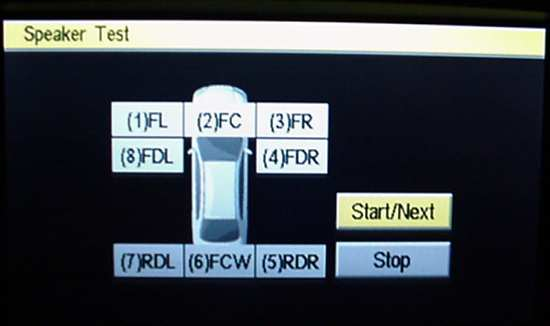 Speaker Test
(1)FL (2)FC (3)FR
(8)FDL (4)FDR
Start/Next
(7)RDL (6)FCW (5)RDR Stop